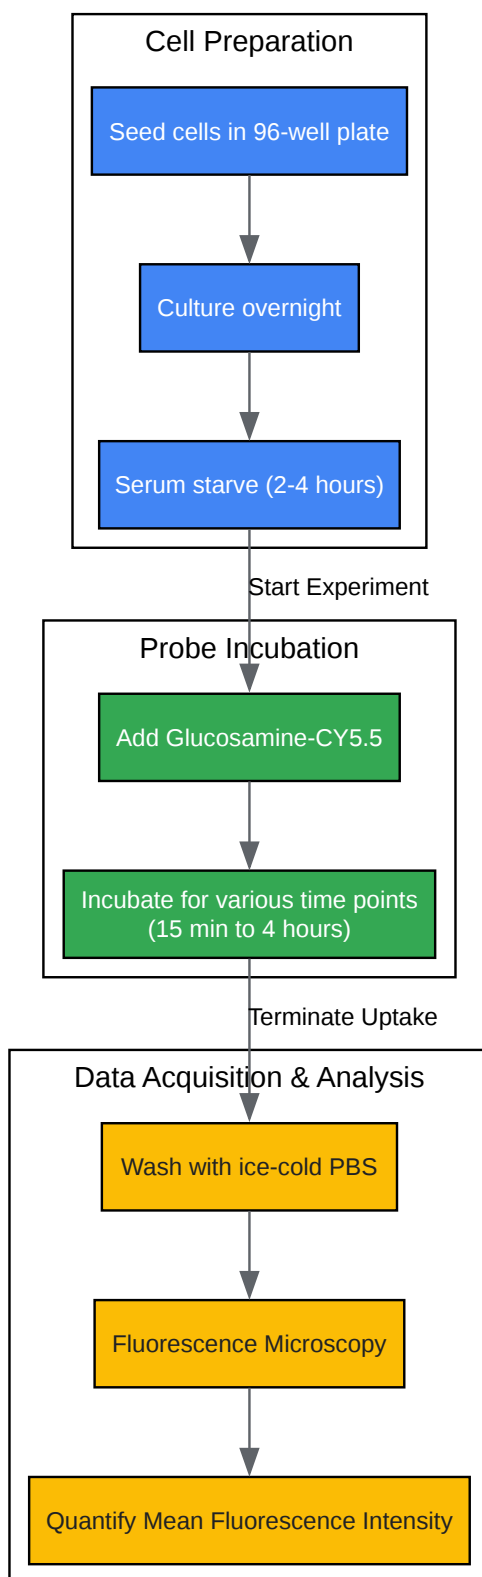 Cell Preparation
Seed cells in 96-well plate
Culture overnight
Serum starve (2-4 hours)
Start Experiment
Probe Incubation
Add Glucosamine-CY5.5
Incubate for various time points
(15 min to 4 hours)
Terminate Uptake
Data Acquisition & Analysis
Wash with ice-cold PBS
Fluorescence Microscopy
Quantify Mean Fluorescence Intensity